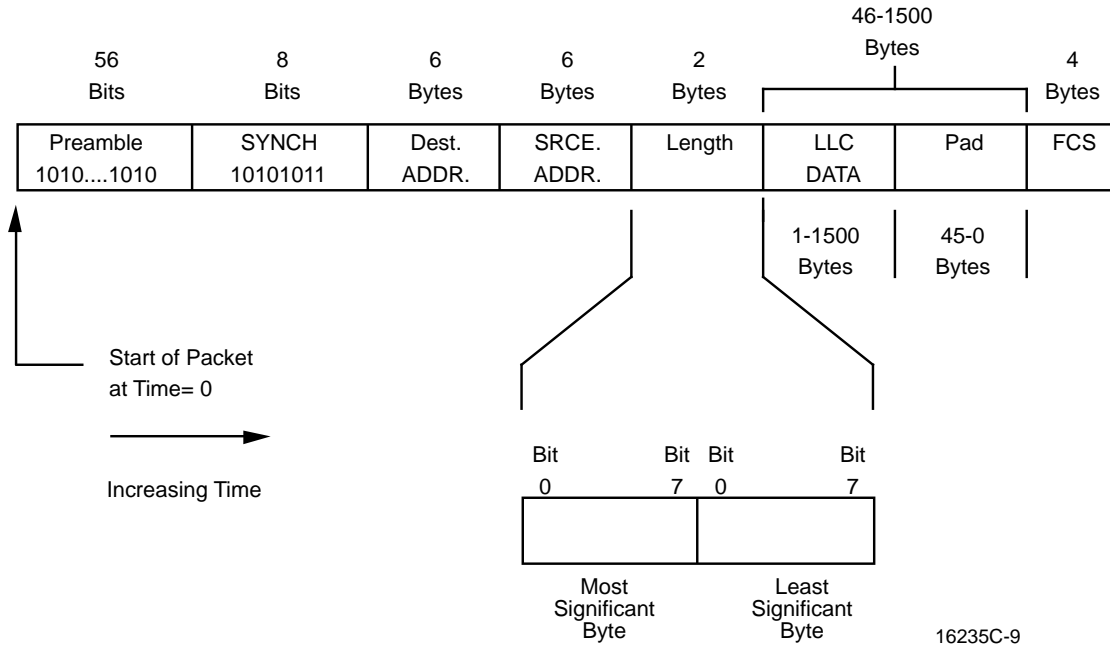 46-1500
Bytes
56
Bits
8
Bits
6
Bytes
6
Bytes
2
Bytes
4
Bytes
Preamble
1010....1010
SYNCH
10101011
Dest.
ADDR.
SRCE.
ADDR.
Length
LLC
DATA
Pad
FCS
1-1500
Bytes
45-0
Bytes
Start of Packet
at Time= 0
Increasing Time
Bit
0
Bit
7
Bit
0
Bit
7
Most
Significant
Byte
Least
Significant
Byte
16235C-9